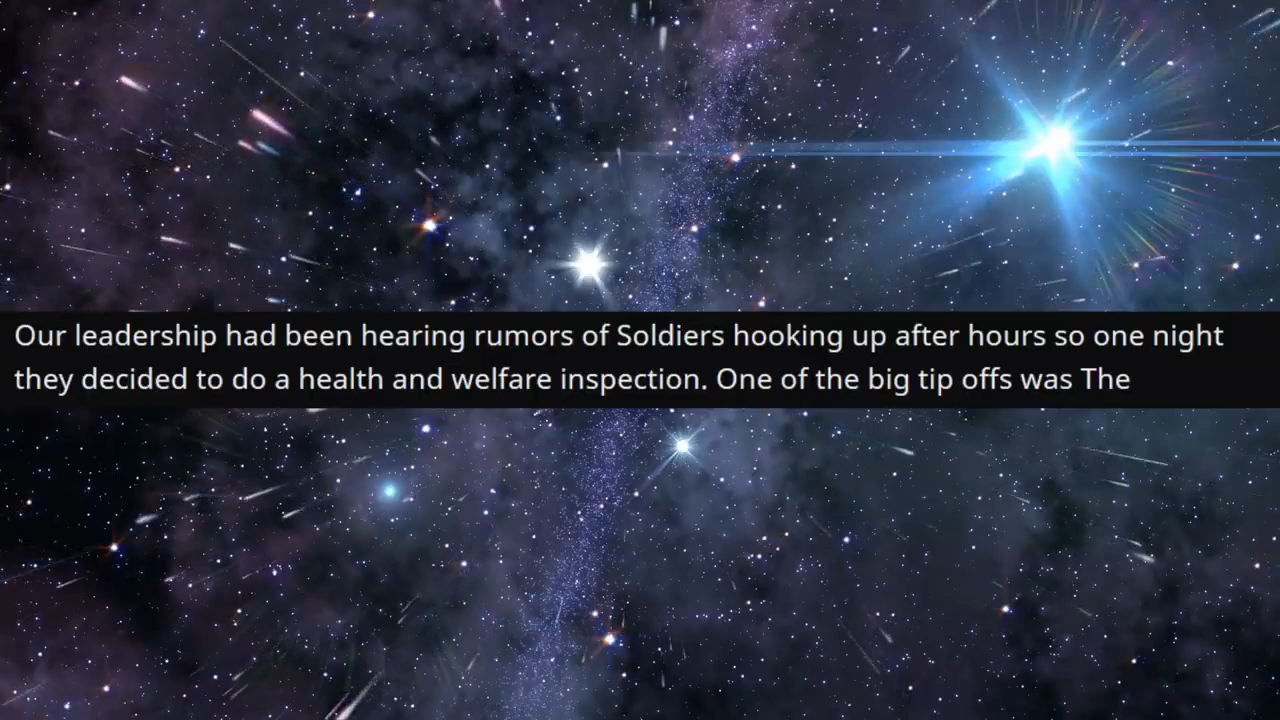 Our leadership had been hearing rumors of Soldiers hooking up after hours so one night
they decided to do a health and welfare inspection. One of the big tip offs was The